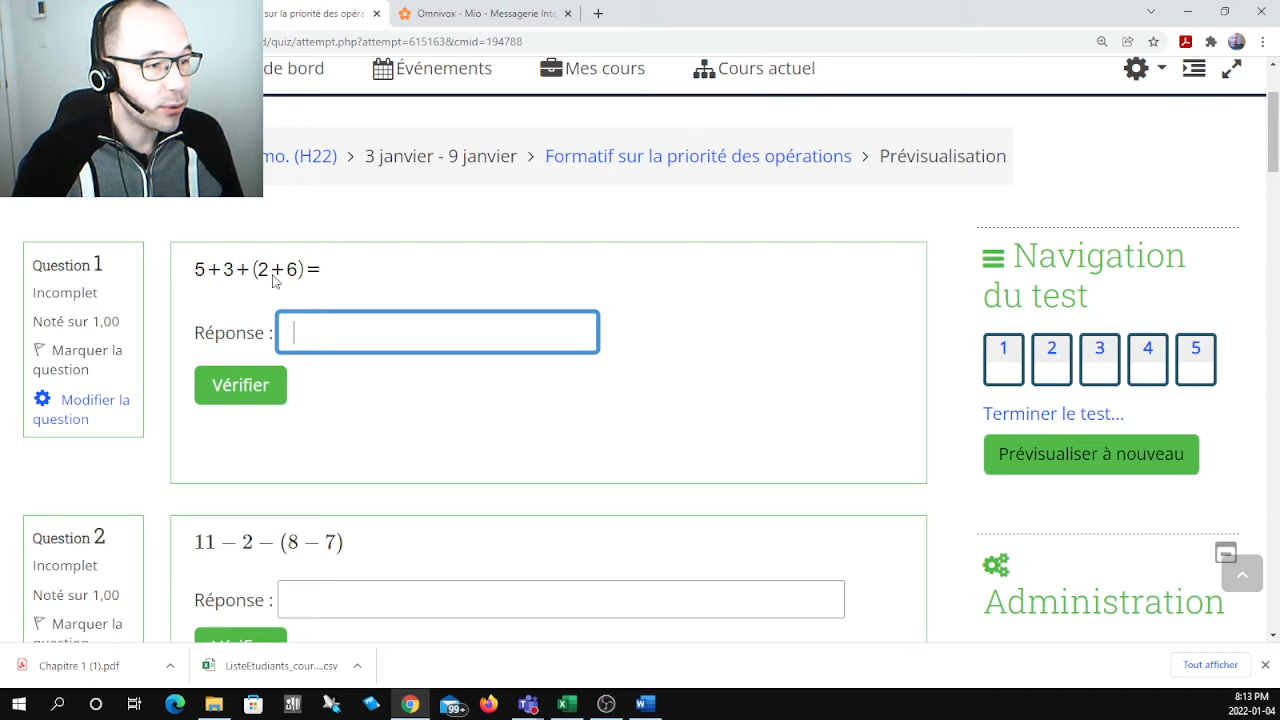 sur la priorité des opéra
Omnivox - Mio - Messagerie Inte
d/quiz/attempt.php?attempt=615163&cmid=194788
de bord
Événements
Mes cours
Cours actuel
mo. (H22) > 3 janvier - 9 janvier > Formatif sur la priorité des opérations > Prévisualisation
Question 1
Incomplet
Noté sur 1,00
Marquer la
question
Modifier la
question
5+3+(2+6)=
Réponse :
Vérifier
Navigation
du test
1 2 3 4 5
Terminer le test...
Prévisualiser à nouveau
Question 2
Incomplet
Noté sur 1,00
Marquer la
question
11 − 2 − (8 − 7)
Réponse :
Vérifier
Administration
Chapitre 1 (1).pdf
ListeEtudiants_cour....csv
Tout afficher
99+
8:13 PM
2022-01-04